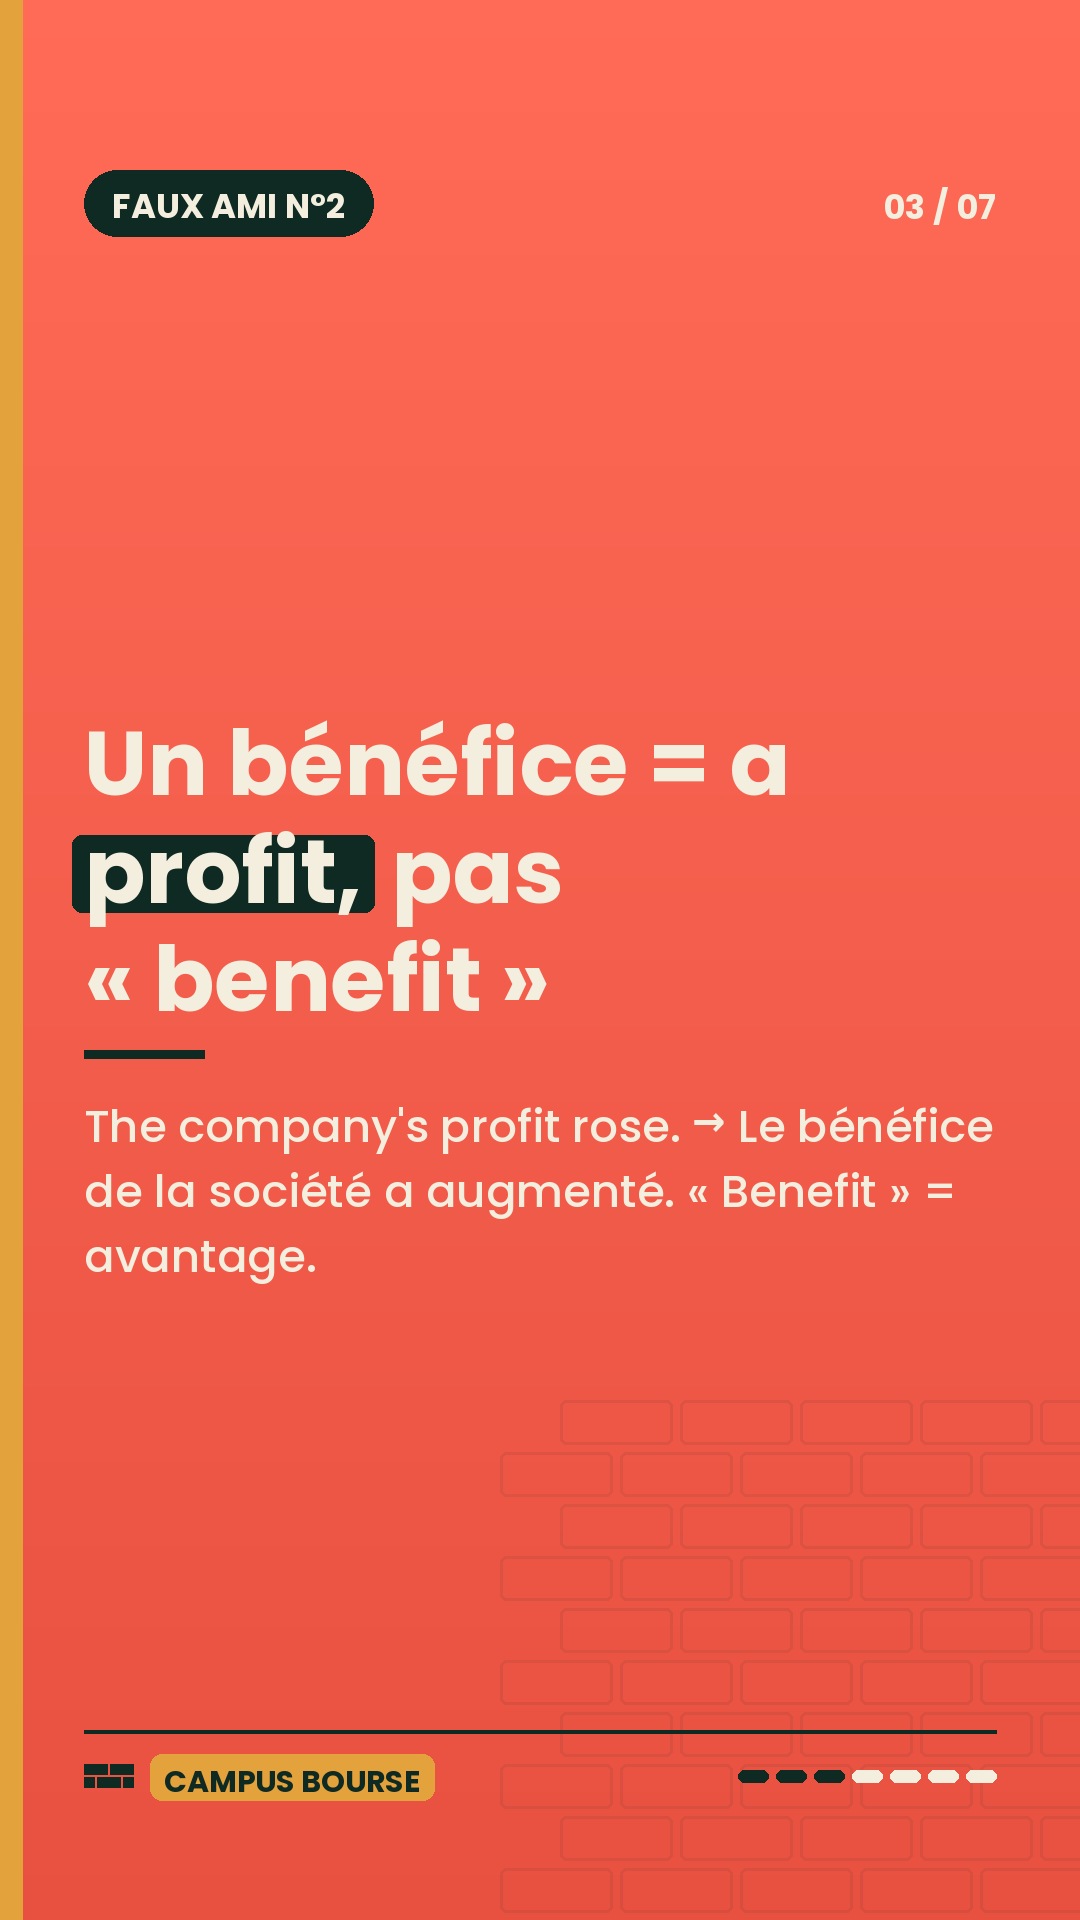 FAUX AMI N°2
03 / 07
Un bénéfice = a
profit, pas
« benefit »
The company's profit rose. → Le bénéfice
de la société a augmenté. « Benefit » =
avantage.
CAMPUS BOURSE